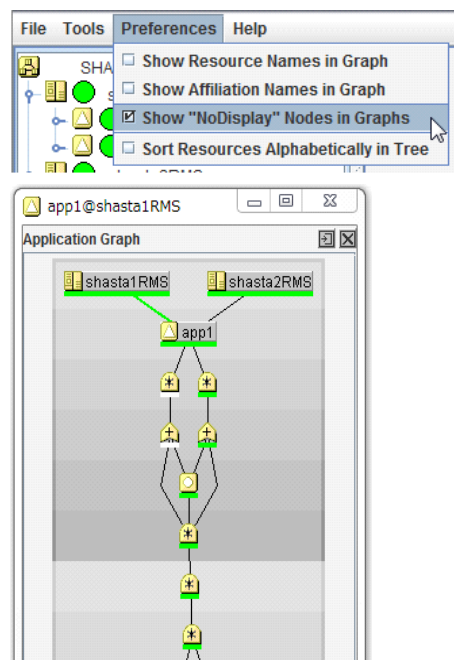 File Tools Preferences Help
SHA
Show Resource Names in Graph
Show Affiliation Names in Graph
Show "NoDisplay" Nodes in Graphs
Sort Resources Alphabetically in Tree
app1@shasta1RMS
Application Graph
shasta1RMS shasta2RMS
app1